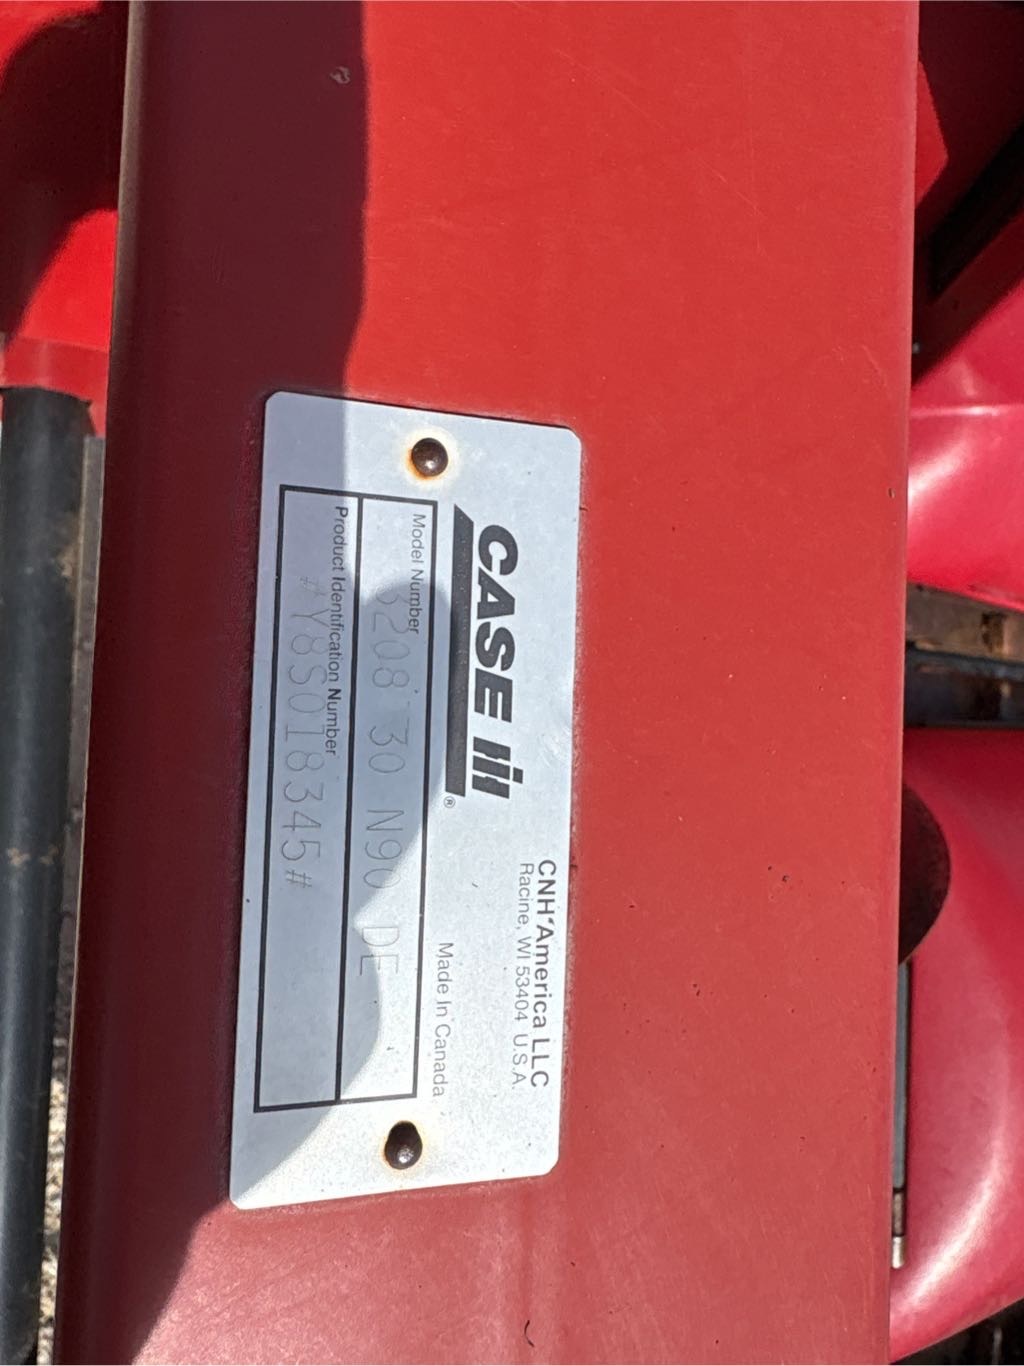 CASE IH®
CNH America LLC
Racine, WI 53404 U.S.A.
Made In Canada
Model Number
3208 30 N90 DE
Product Identification Number
#Y8S018345#